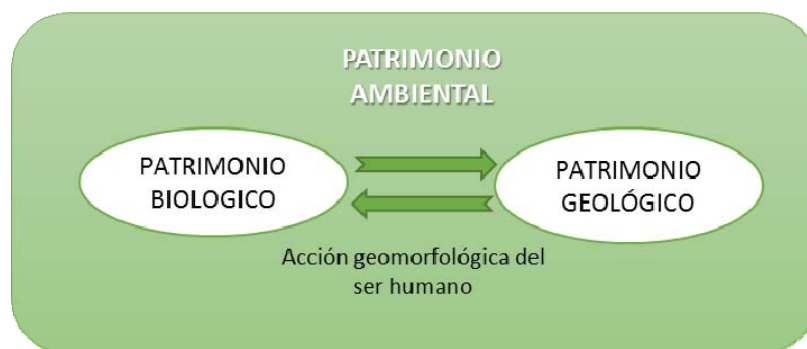 PATRIMONIO
AMBIENTAL
PATRIMONIO
BIOLOGICO
PATRIMONIO
GEOLÓGICO
Acción geomorfológica del
ser humano